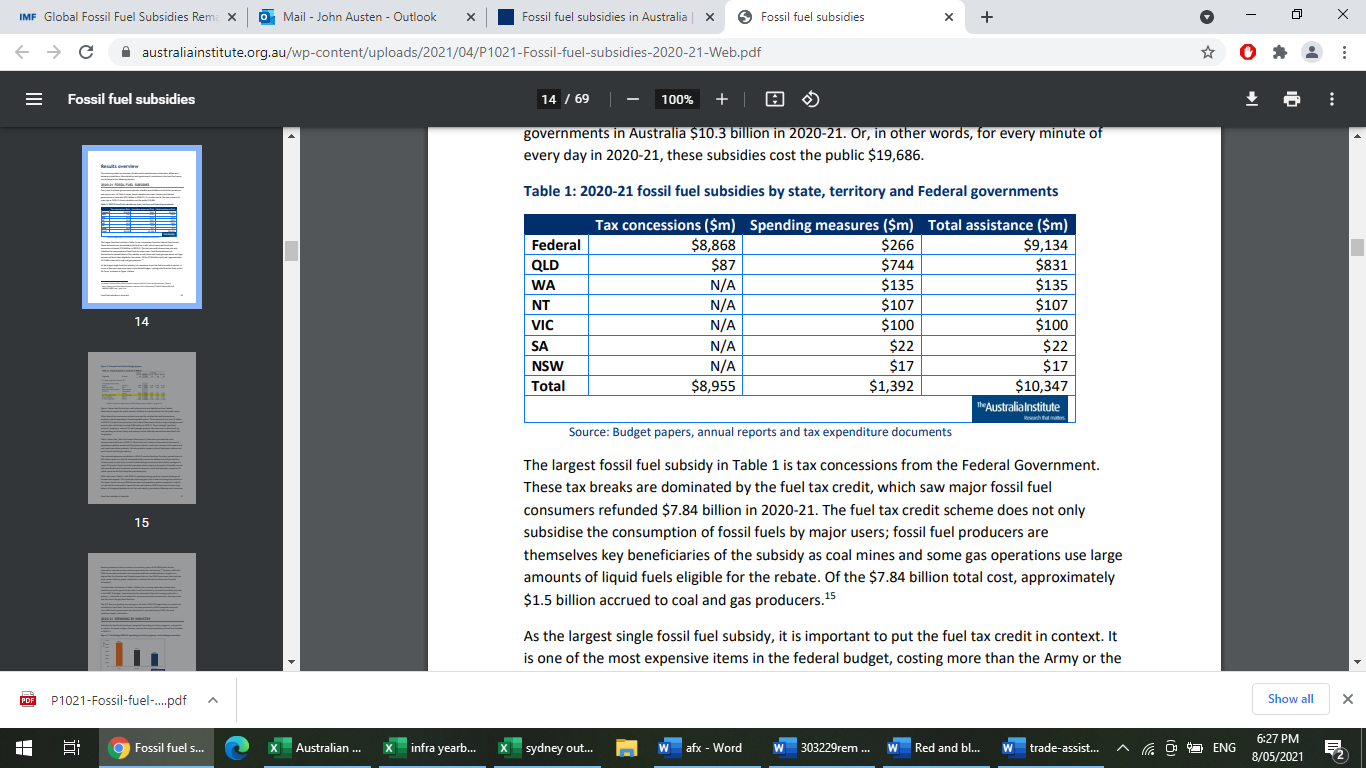 IMF Global Fossil Fuel Subsidies Rema
Mail - John Austen - Outlook
Fossil fuel subsidies in Australia |
Fossil fuel subsidies
australiainstitute.org.au/wp-content/uploads/2021/04/P1021-Fossil-fuel-subsidies-2020-21-Web.pdf
Fossil fuel subsidies
14 / 69
100%
Results overview
14
15
governments in Australia $10.3 billion in 2020-21. Or, in other words, for every minute of
every day in 2020-21, these subsidies cost the public $19,686.
Table 1: 2020-21 fossil fuel subsidies by state, territory and Federal governments
Tax concessions ($m) Spending measures ($m) Total assistance ($m)
Federal $8,868 $266 $9,134
QLD $87 $744 $831
WA N/A $135 $135
NT N/A $107 $107
VIC N/A $100 $100
SA N/A $22 $22
NSW N/A $17 $17
Total $8,955 $1,392 $10,347
The Australia Institute
Research that matters.
Source: Budget papers, annual reports and tax expenditure documents
The largest fossil fuel subsidy in Table 1 is tax concessions from the Federal Government.
These tax breaks are dominated by the fuel tax credit, which saw major fossil fuel
consumers refunded $7.84 billion in 2020-21. The fuel tax credit scheme does not only
subsidise the consumption of fossil fuels by major users; fossil fuel producers are
themselves key beneficiaries of the subsidy as coal mines and some gas operations use large
amounts of liquid fuels eligible for the rebate. Of the $7.84 billion total cost, approximately
$1.5 billion accrued to coal and gas producers.15
As the largest single fossil fuel subsidy, it is important to put the fuel tax credit in context. It
is one of the most expensive items in the federal budget, costing more than the Army or the
PDF P1021-Fossil-fuel-....pdf
Show all
Fossil fuel s...
Australian ...
infra yearb...
sydney out...
afx - Word
303229rem ...
Red and bl...
trade-assist...
ENG
6:27 PM
8/05/2021
2